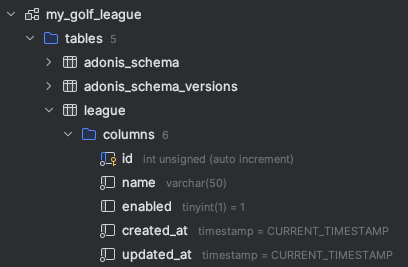 my_golf_league
tables 5
adonis_schema
adonis_schema_versions
league
columns 6
id int unsigned (auto increment)
name varchar(50)
enabled tinyint(1) = 1
created_at timestamp = CURRENT_TIMESTAMP
updated_at timestamp = CURRENT_TIMESTAMP